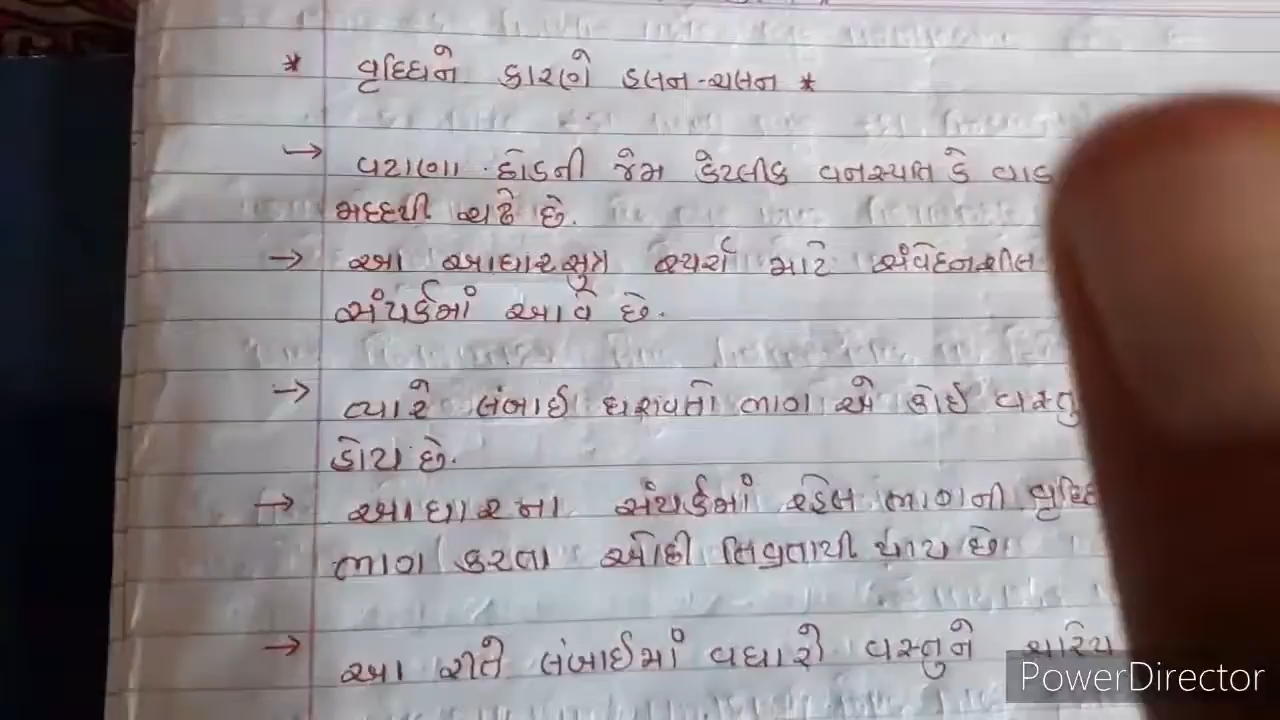 * વૃદ્ધિને કારણે હલન-ચલન *
→ વટાણા છોડની જેમ કેટલીક વનસ્પતિ કે વાડ
મદદથી ચઢે છે.
→ આ આધારસુત્ર સ્પર્શ માટે સંવેદનશીલ
સંપર્કમાં આવે છે.
→ ત્યારે લંબાઈ ધરાવતો ભાગ એ કોઈ વસ્તુ
હોય છે.
→ આધારના સંપર્કમાં રહેલ ભાગની વૃદ્ધિ
ભાગ કરતા ઓછી તિવ્રતાથી થાય છે.
→ આ રીતે લંબાઈમાં વધારો વસ્તુને
PowerDirector